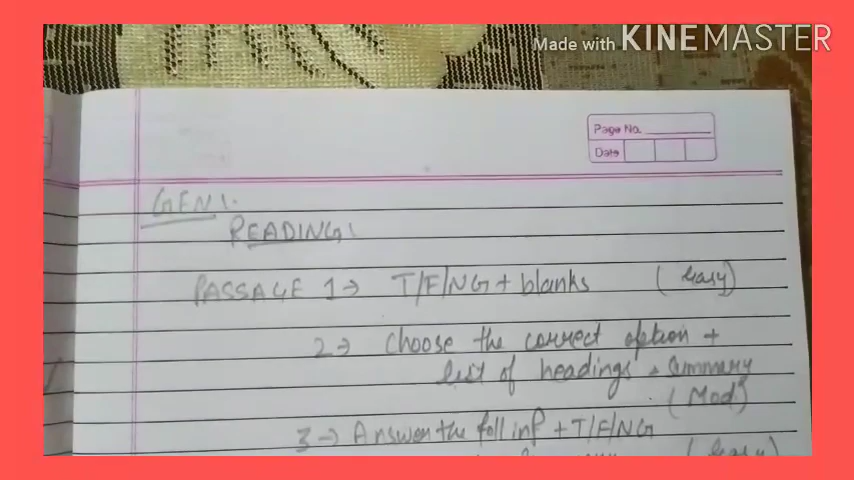 Made with KINEMASTER
Page No.
Date
GEN!.
READING!
PASSAGE 1→ T/F/NG + blanks (easy)
2→ Choose the correct option +
list of headings + Summary
(Mod)
3→ Answer the foll inf + T/F/NG
(easy)